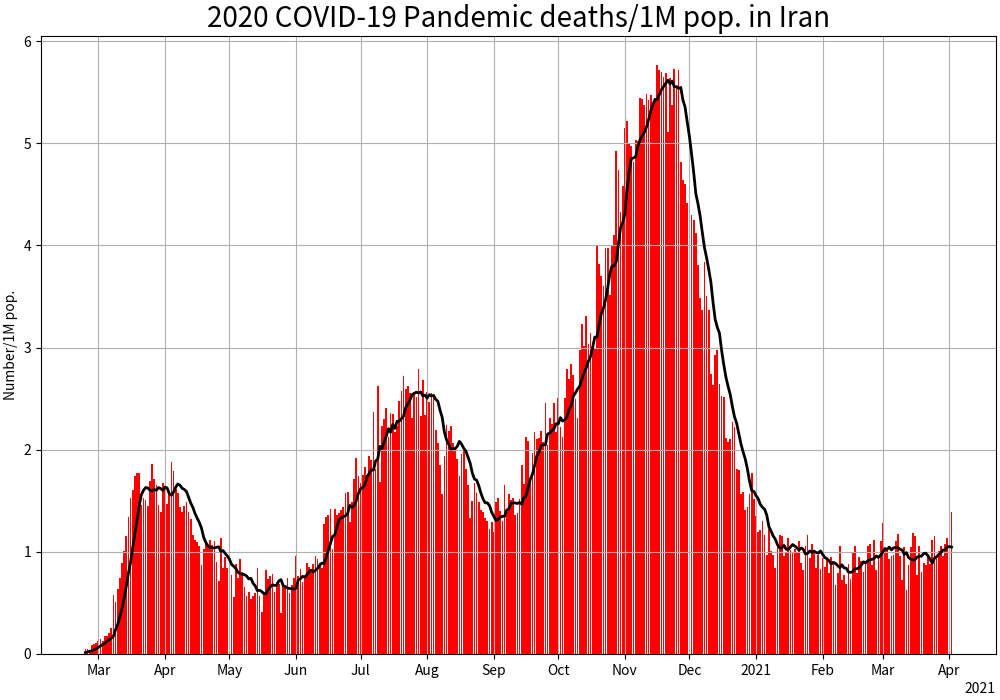 2020 COVID-19 Pandemic deaths/1M pop. in Iran
Number/1M pop.
6
5
4
3
2
1
0
Mar Apr May Jun Jul Aug Sep Oct Nov Dec 2021 Feb Mar Apr
2021